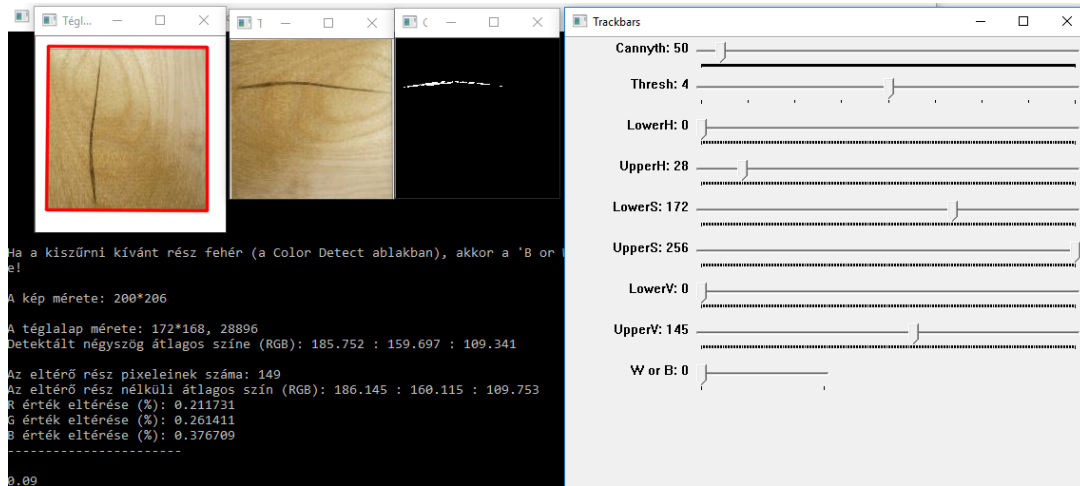 Tégl...
Trackbars
Cannyth: 50
Thresh: 4
LowerH: 0
UpperH: 28
LowerS: 172
UpperS: 256
LowerV: 0
UpperV: 145
W or B: 0
Ha a kiszűrni kívánt rész fehér (a Color Detect ablakban), akkor a 'B or
e!
A kép mérete: 200*206
A téglalap mérete: 172*168, 28896
Detektált négyszög átlagos színe (RGB): 185.752 : 159.697 : 109.341
Az eltérő rész pixeleinek száma: 149
Az eltérő rész nélküli átlagos szín (RGB): 186.145 : 160.115 : 109.753
R érték eltérése (%): 0.211731
G érték eltérése (%): 0.261411
B érték eltérése (%): 0.376709
-----------------------
0.09